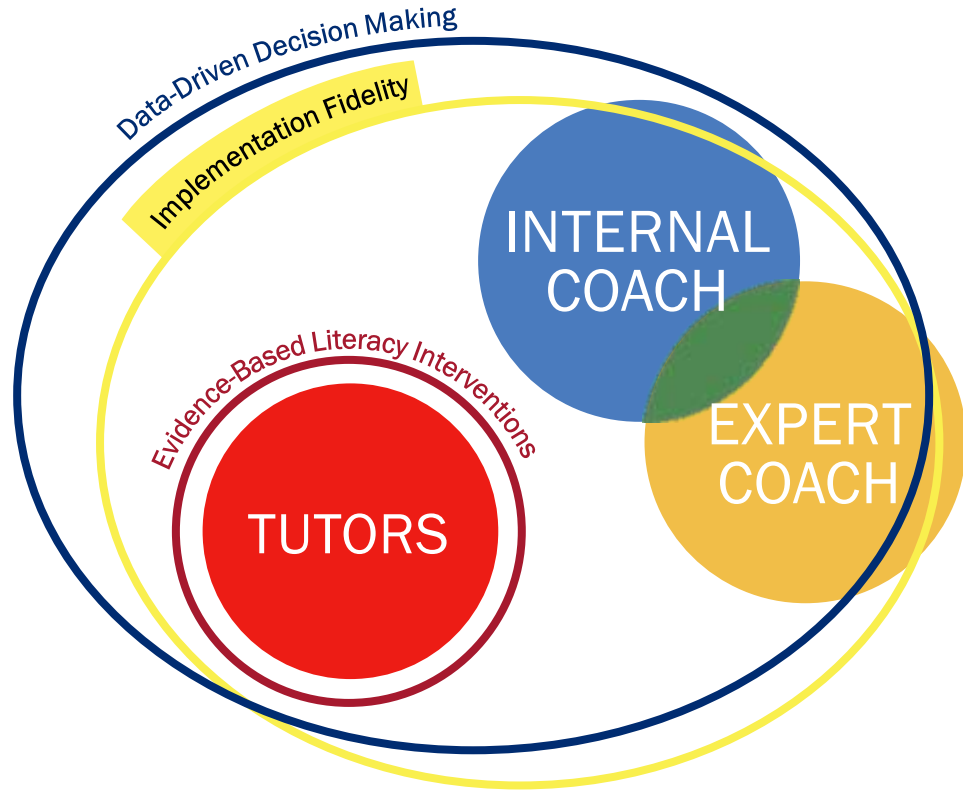 Data-Driven Decision Making
Implementation Fidelity
INTERNAL
COACH
Evidence-Based Literacy Interventions
EXPERT
COACH
TUTORS